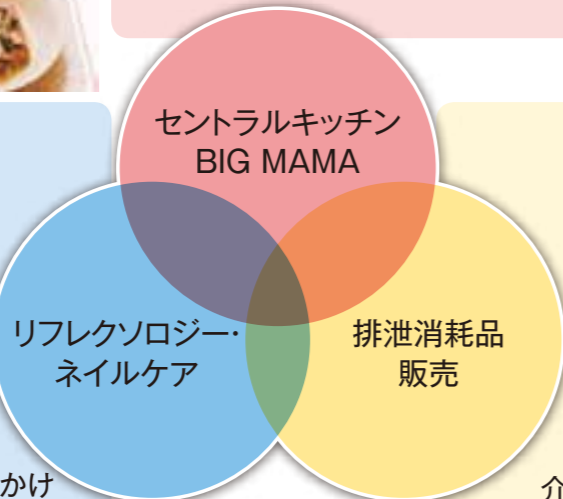 セントラルキッチン
BIG MAMA
リフレクソロジー・
ネイルケア
排泄消耗品
販売
かけ
介